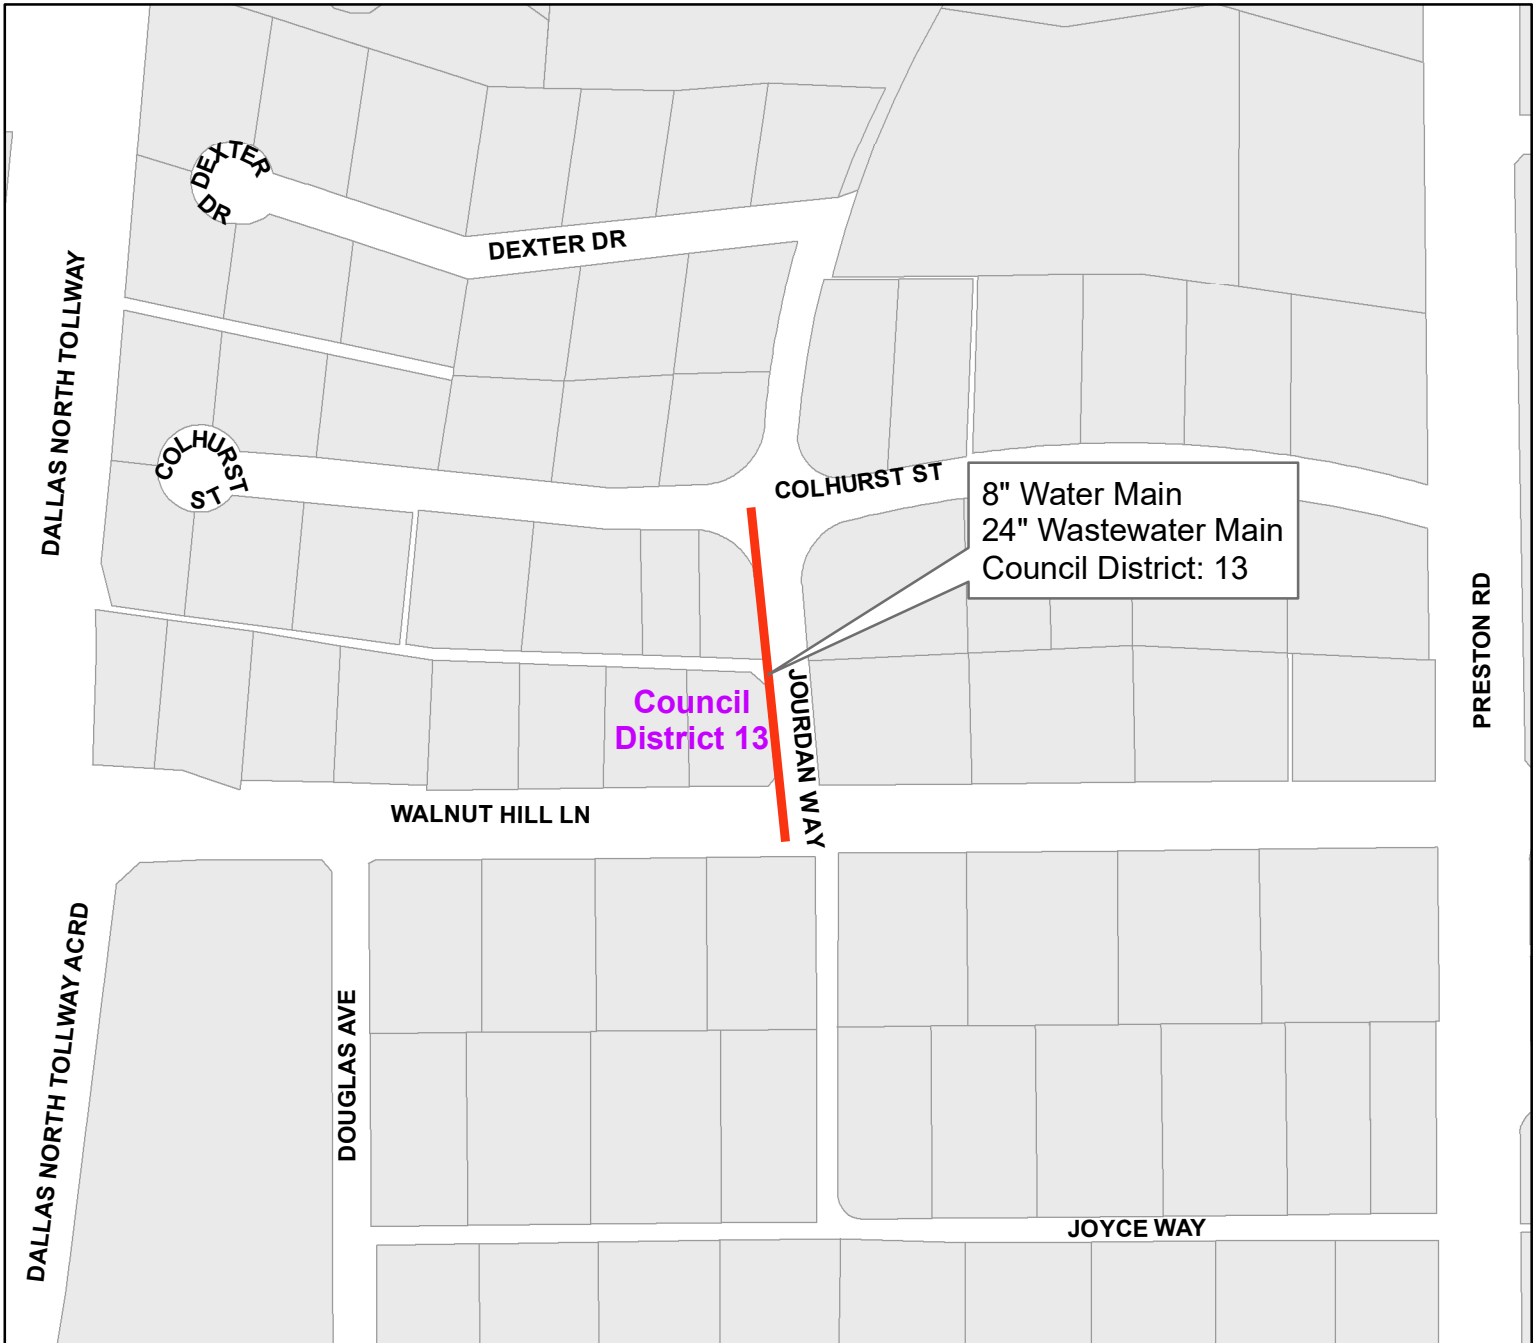 DEXTER
DR
DEXTER DR
DALLAS NORTH TOLLWAY
COLHURST
ST
COLHURST ST
8" Water Main
24" Wastewater Main
Council District: 13
PRESTON RD
Council
District 13
JOURDAN WAY
WALNUT HILL LN
DALLAS NORTH TOLLWAY ACRD
DOUGLAS AVE
JOYCE WAY